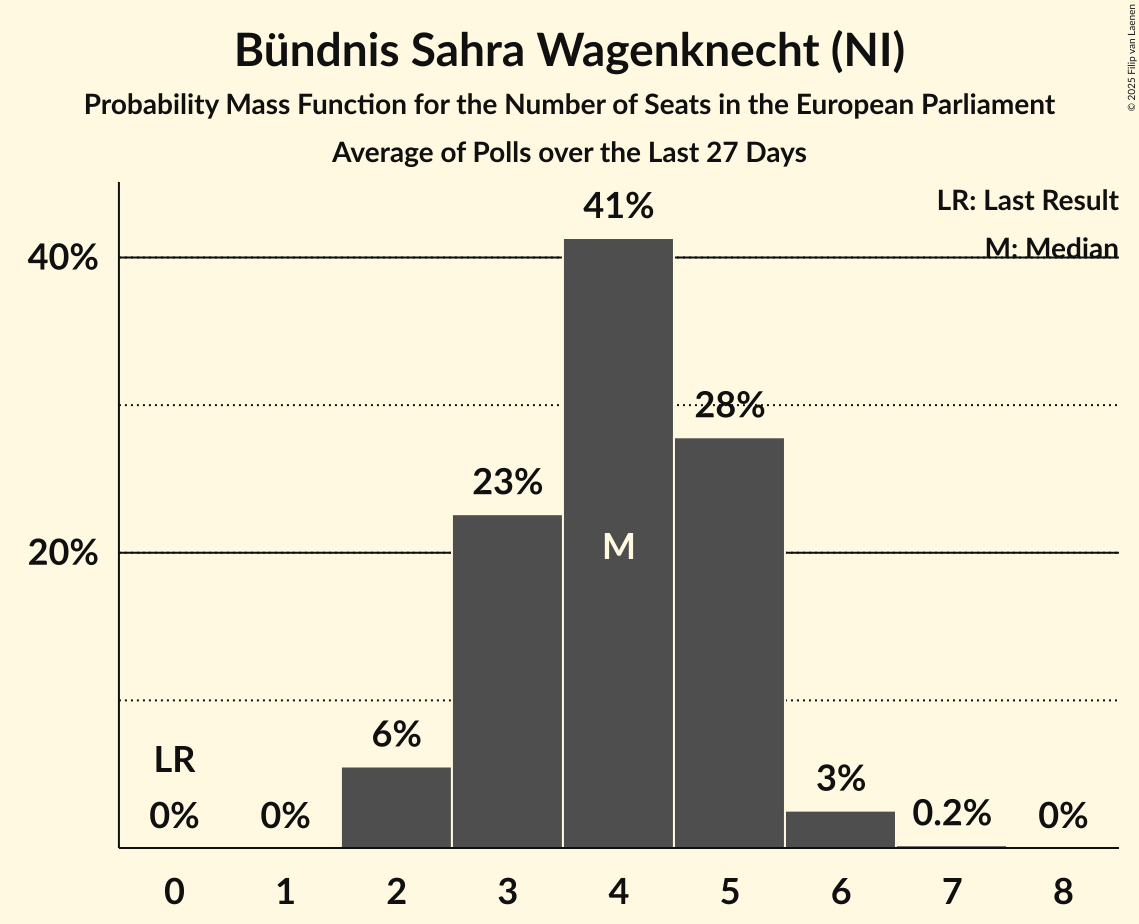 Bündnis Sahra Wagenknecht (NI)
Probability Mass Function for the Number of Seats in the European Parliament
Average of Polls over the Last 27 Days
© 2025 Filip van Laenen
LR: Last Result
M: Median
41%
40%
28%
23%
M
20%
6%
LR
3%
0%
0%
0.2%
0%
0 1 2 3 4 5 6 7 8